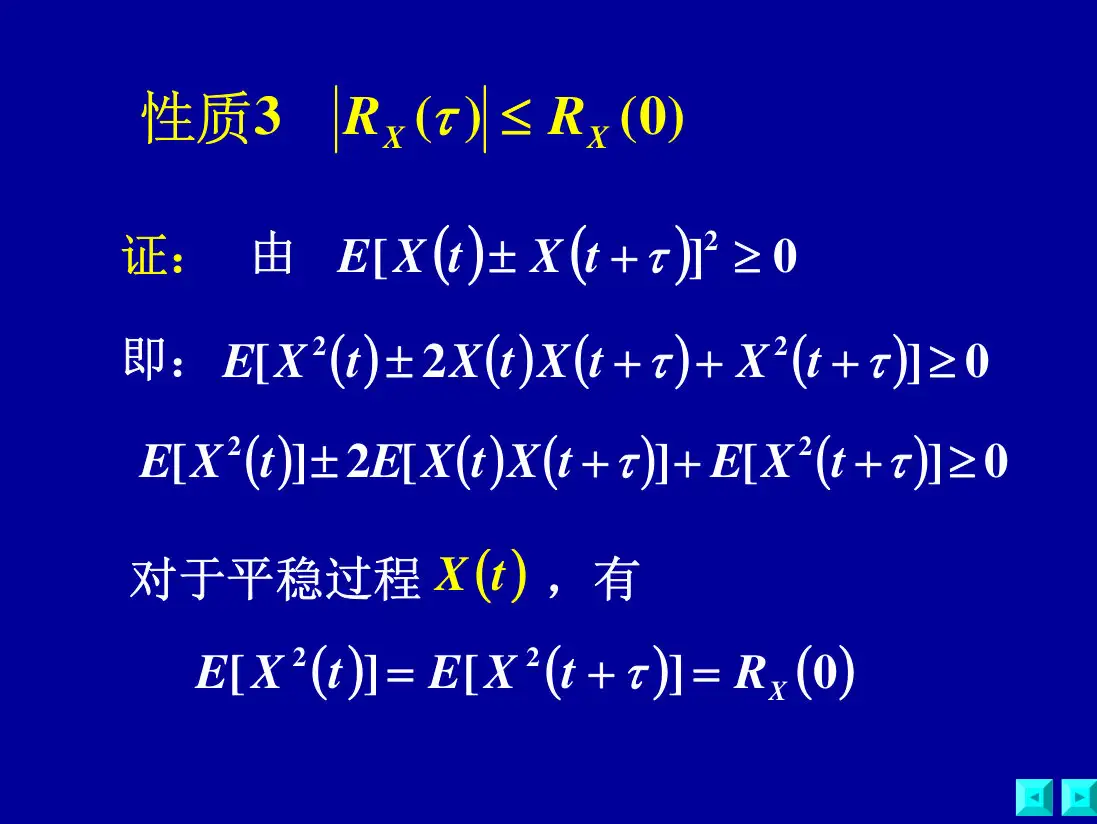 性质3 |R_X(τ)| ≤ R_X(0)
证： 由 E[X(t) ± X(t + τ)]² ≥ 0
即：E[X²(t) ± 2X(t)X(t + τ) + X²(t + τ)] ≥ 0
E[X²(t)] ± 2E[X(t)X(t + τ)] + E[X²(t + τ)] ≥ 0
对于平稳过程 X(t) ，有
E[X²(t)] = E[X²(t + τ)] = R_X(0)